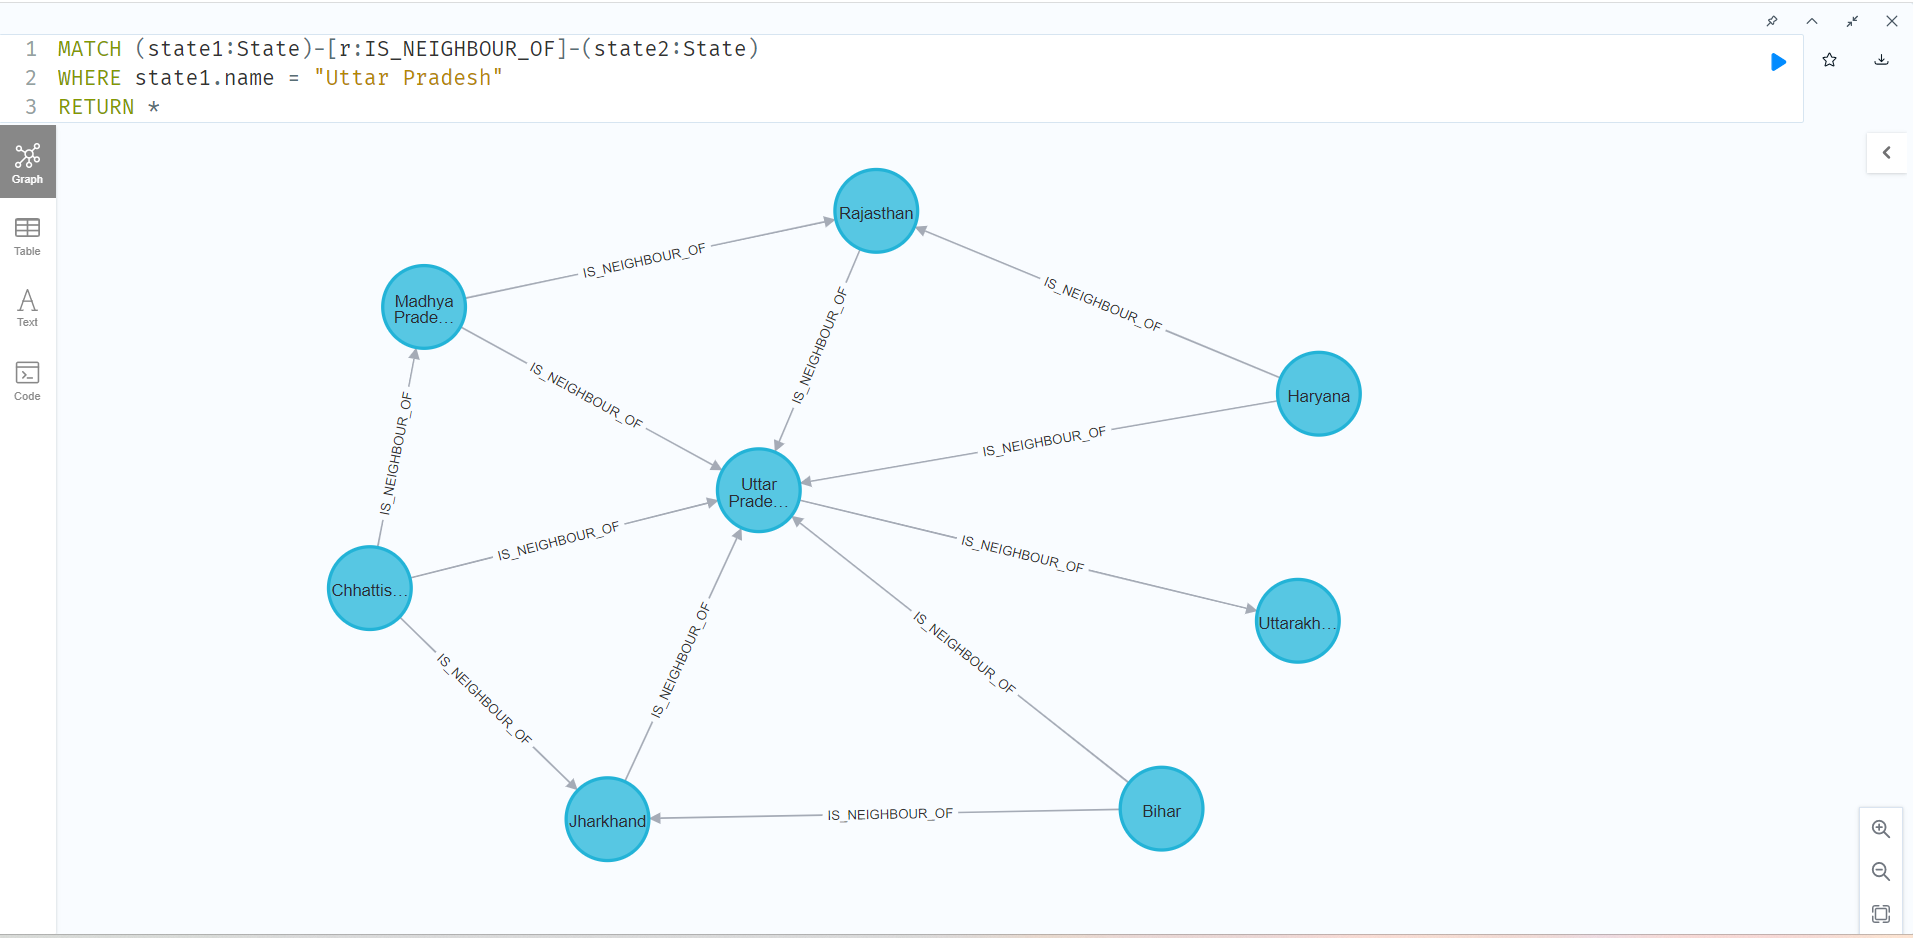 1 MATCH (state1:State)-[r:IS_NEIGHBOUR_OF]-(state2:State)
2 WHERE state1.name = "Uttar Pradesh"
3 RETURN *
Graph
Table
Text
Code
Rajasthan
IS_NEIGHBOUR_OF
Madhya
Prade...
IS_NEIGHBOUR_OF
IS_NEIGHBOUR_OF
IS_NEIGHBOUR_OF
Haryana
IS_NEIGHBOUR_OF
IS_NEIGHBOUR_OF
Uttar
Prade...
IS_NEIGHBOUR_OF
IS_NEIGHBOUR_OF
Chhattis...
Uttarakh...
IS_NEIGHBOUR_OF
IS_NEIGHBOUR_OF
IS_NEIGHBOUR_OF
Jharkhand
IS_NEIGHBOUR_OF
Bihar